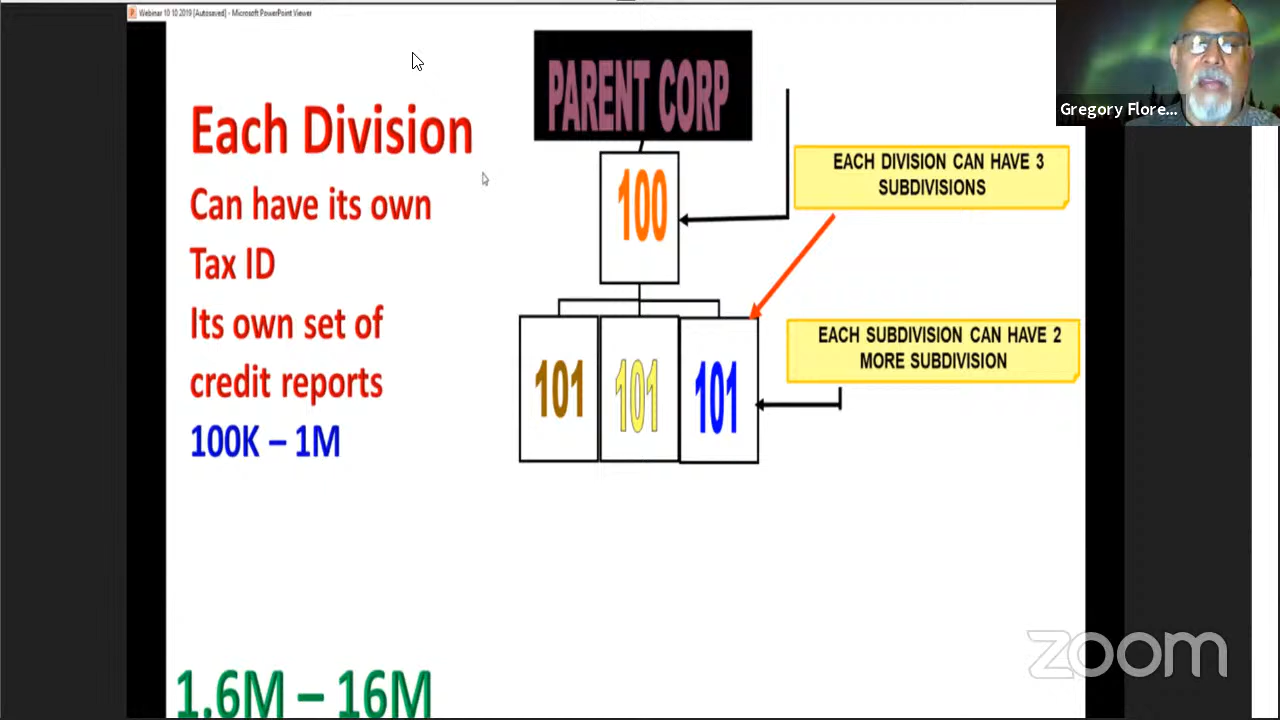 Webinar 10 10 2019 [Autosaved] - Microsoft PowerPoint Viewer
Gregory Flore...
PARENT CORP
Each Division
Can have its own
Tax ID
Its own set of
credit reports
100K – 1M
100
EACH DIVISION CAN HAVE 3
SUBDIVISIONS
101
101
101
EACH SUBDIVISION CAN HAVE 2
MORE SUBDIVISION
1.6M – 16M
zoom